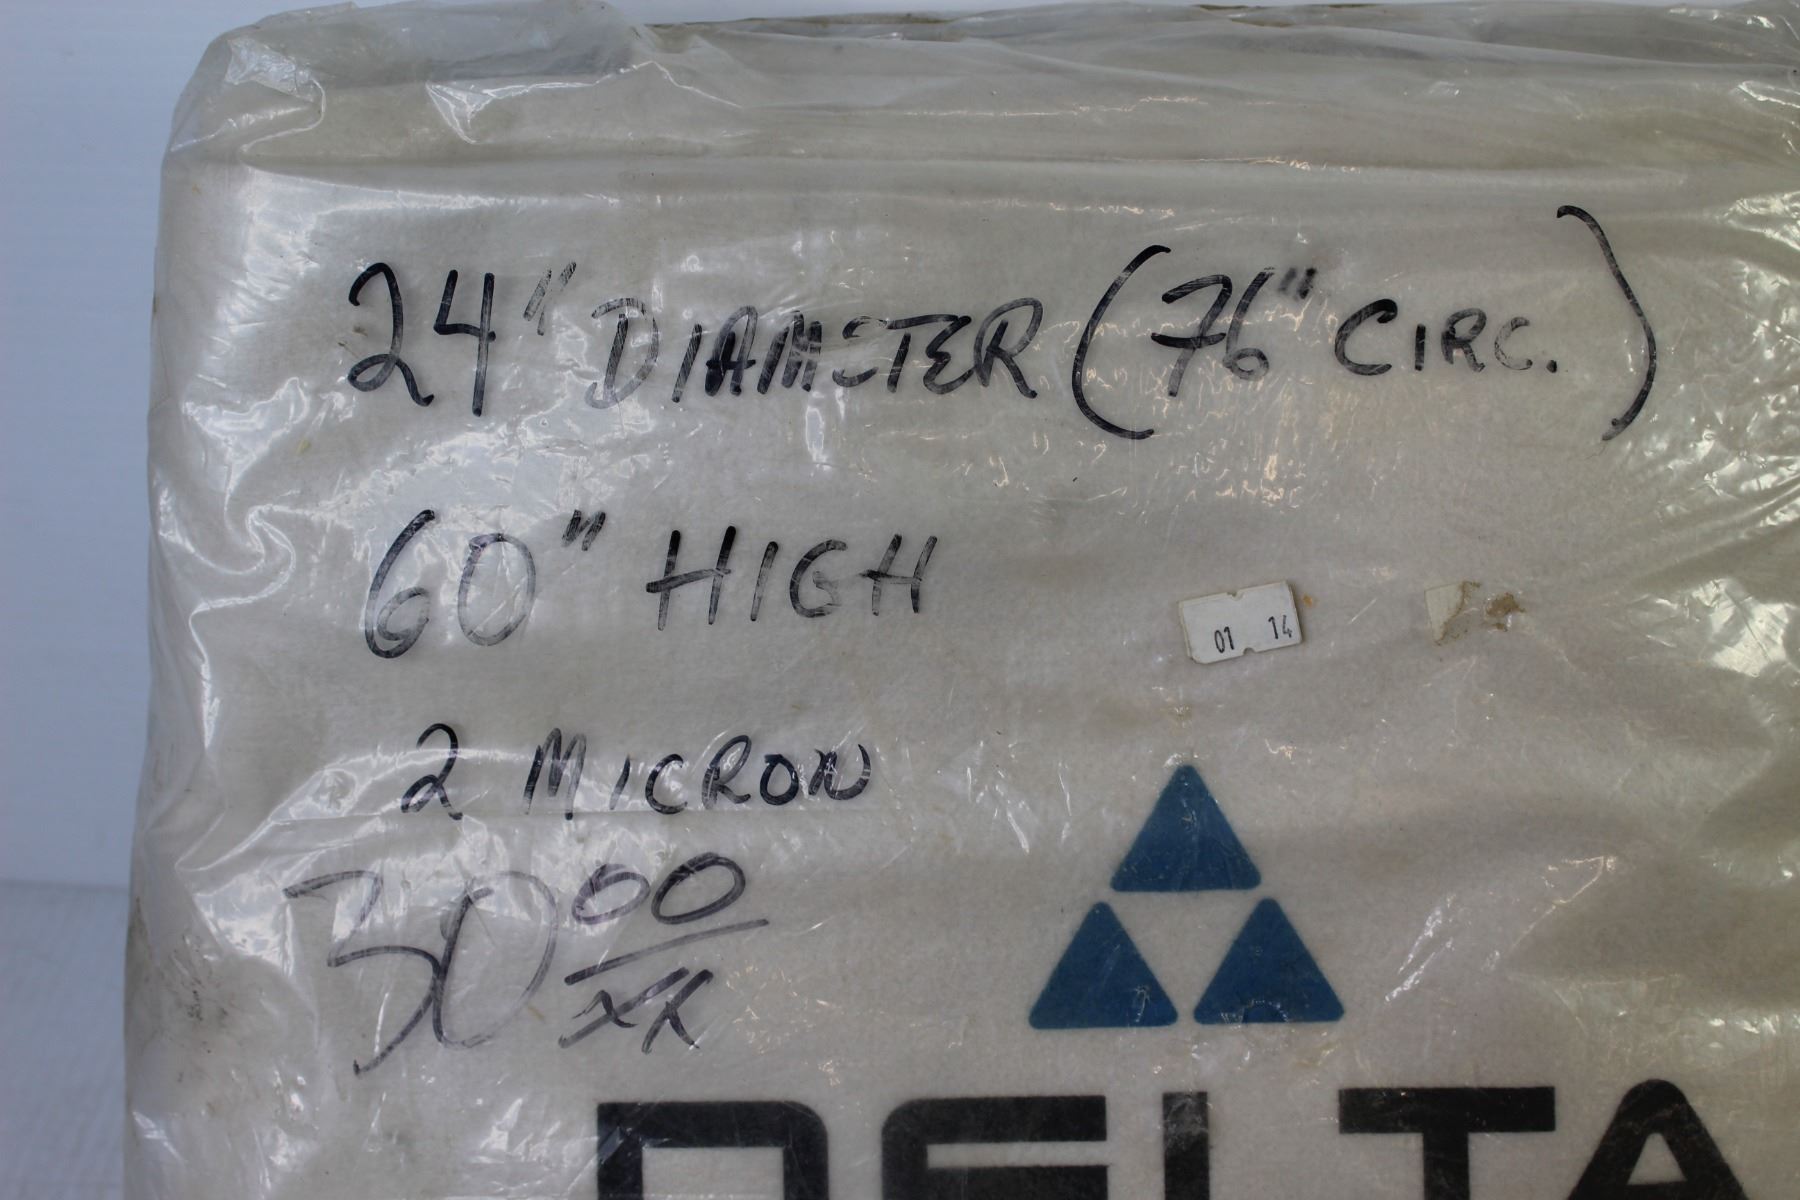 24" DIAMETER (76" CIRC.)
60" HIGH
01 14
2 MICRON
30 00/XX
DELTA